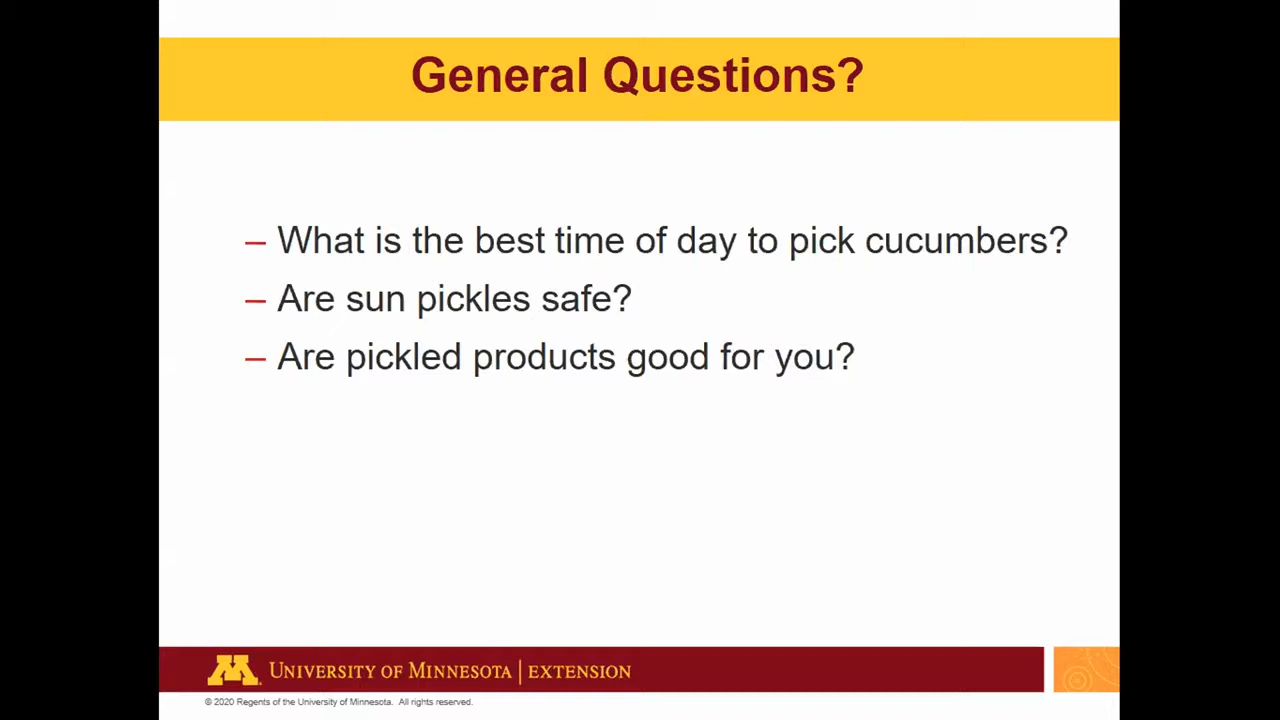 General Questions?
– What is the best time of day to pick cucumbers?
– Are sun pickles safe?
– Are pickled products good for you?
M UNIVERSITY OF MINNESOTA | EXTENSION
© 2020 Regents of the University of Minnesota. All rights reserved.